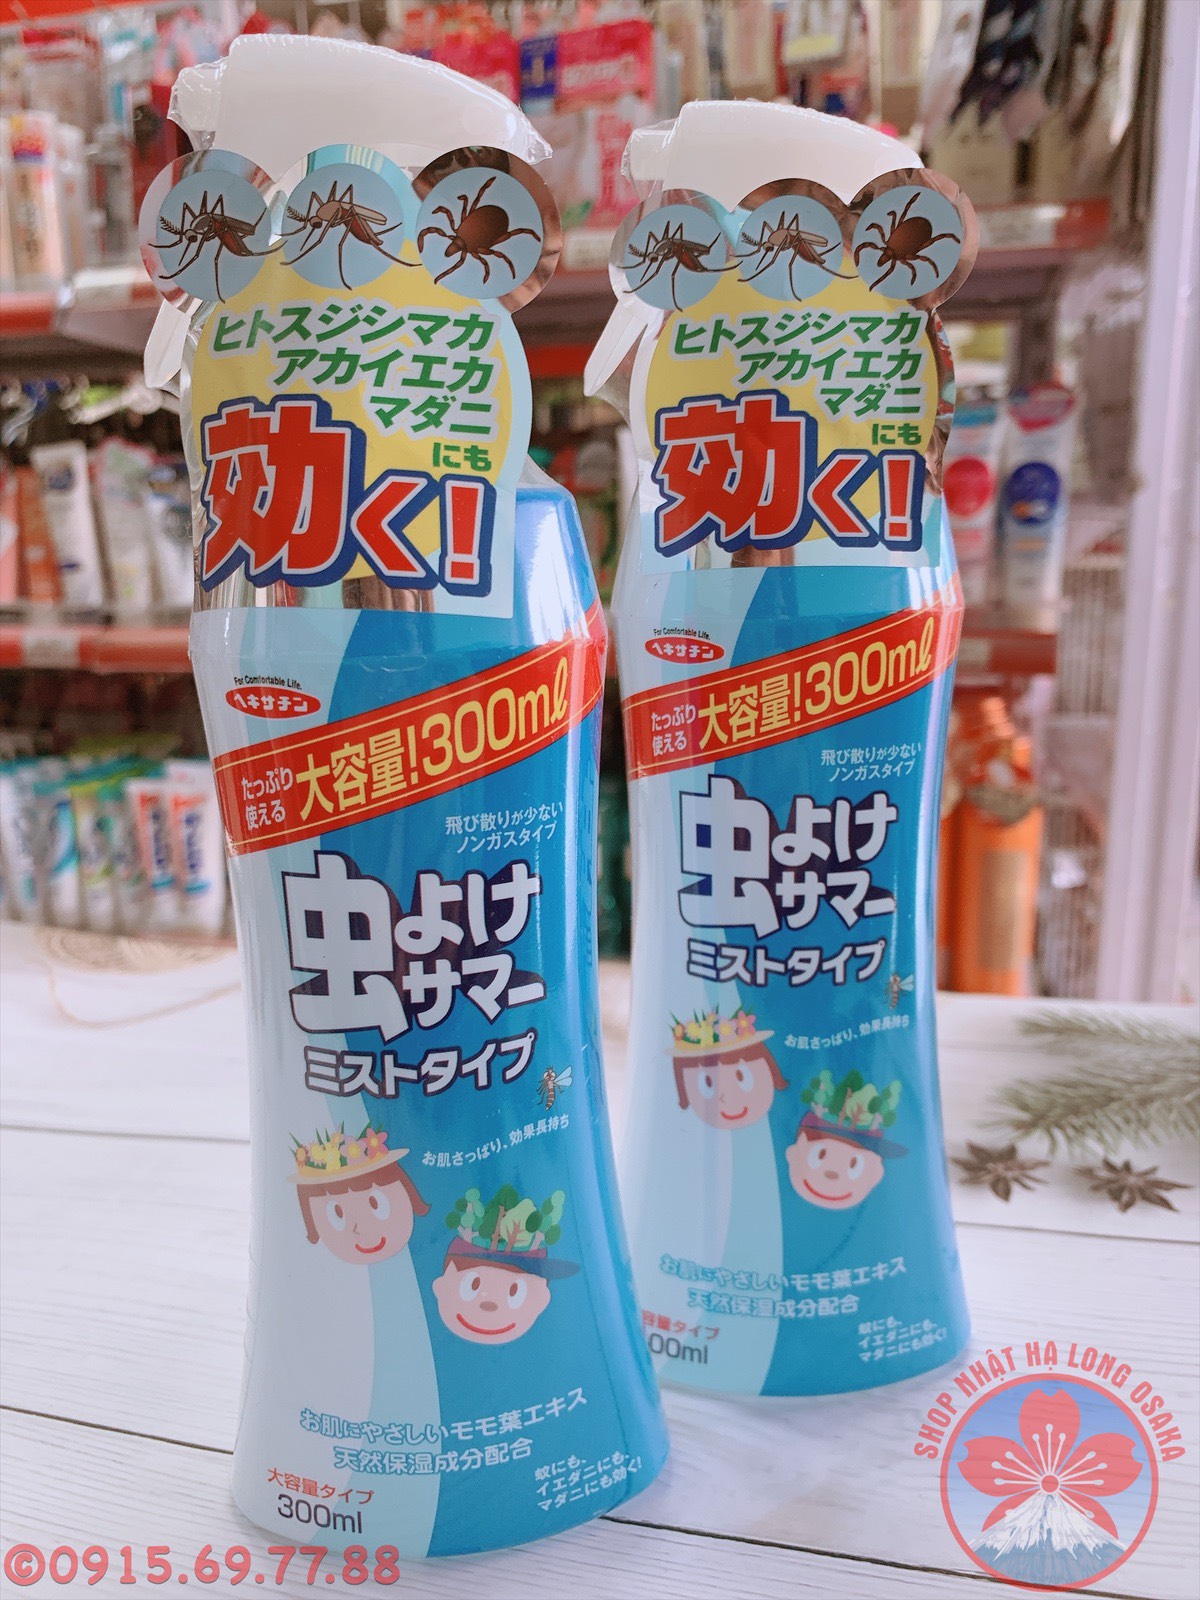 ヒトスジシマカ
アカイエカ
マダニ
にも
効く!
For Comfortable Life.
ヘキサチン
たっぷり
使える
大容量!300ml
飛び散りが少ない
ノンガスタイプ
虫よけ
サマー
ミストタイプ
お肌さっぱり、効果長持ち
お肌にやさしいモモ葉エキス
天然保湿成分配合
大容量タイプ
300ml
蚊にも、
イエダニにも、
マダニにも効く!
ヒトスジシマカ
アカイエカ
マダニ
にも
効く!
For Comfortable Life.
ヘキサチン
たっぷり
使える
大容量!300ml
飛び散りが少ない
ノンガスタイプ
虫よけ
サマー
ミストタイプ
お肌さっぱり、効果長持ち
お肌にやさしいモモ葉エキス
天然保湿成分配合
容量タイプ
00ml
蚊にも、
イエダニにも、
マダニにも効く!
SHOP NHẬT HẠ LONG OSAKA
©0915.69.77.88